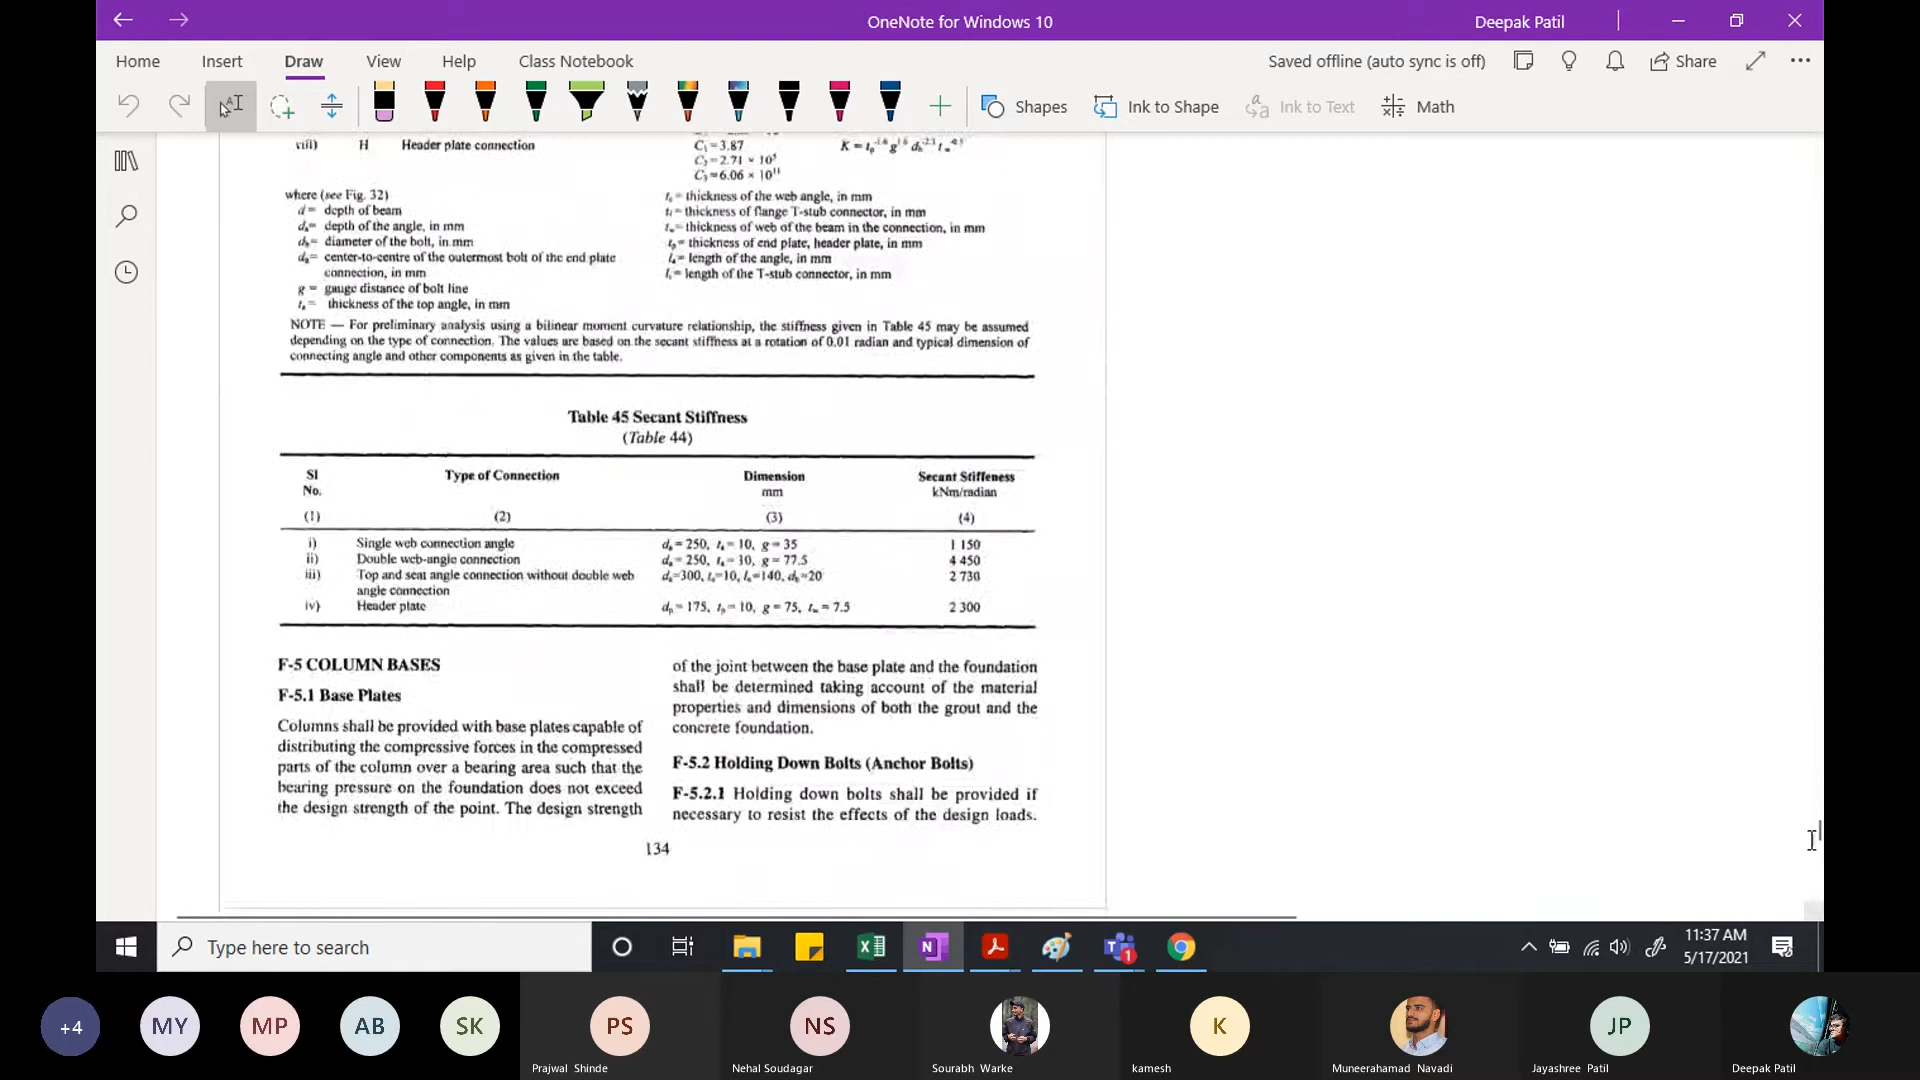 OneNote for Windows 10
Deepak Patil
Home Insert Draw View Help Class Notebook
Saved offline (auto sync is off)
Share
Shapes
Ink to Shape
Ink to Text
Math
viii) H Header plate connection
C₁=3.87
C₂=2.71 × 10⁵
C₃=6.06 × 10¹¹
where (see Fig. 32)
d= depth of beam
dₐ= depth of the angle, in mm
d_b= diameter of the bolt, in mm
d_g= center-to-centre of the outermost bolt of the end plate
connection, in mm
g = gauge distance of bolt line
tₐ= thickness of the top angle, in mm
thickness of the web angle, in mm
thickness of flange T-stub connector, in mm
t_w= thickness of web of the beam in the connection, in mm
t_p= thickness of end plate, header plate, in mm
lₐ= length of the angle, in mm
l_t= length of the T-stub connector, in mm
NOTE — For preliminary analysis using a bilinear moment curvature relationship, the stiffness given in Table 45 may be assumed
depending on the type of connection. The values are based on the secant stiffness at a rotation of 0.01 radian and typical dimension of
connecting angle and other components as given in the table.
Table 45 Secant Stiffness
(Table 44)
Sl Type of Connection Dimension Secant Stiffeness
No. mm kNm/radian
(1) (2) (3) (4)
i) Single web connection angle dₐ = 250, tₐ = 10, g = 35 1 150
ii) Double web-angle connection dₐ = 250, tₐ = 10, g = 77.5 4 450
iii) Top and seat angle connection without double web dₐ=300, tₐ=10, lₐ=140, d_b=20 2 730
angle connection
iv) Header plate d_p = 175, t_p = 10, g = 75, t_w = 7.5 2 300
F-5 COLUMN BASES
F-5.1 Base Plates
Columns shall be provided with base plates capable of
distributing the compressive forces in the compressed
parts of the column over a bearing area such that the
bearing pressure on the foundation does not exceed
the design strength of the point. The design strength
of the joint between the base plate and the foundation
shall be determined taking account of the material
properties and dimensions of both the grout and the
concrete foundation.
F-5.2 Holding Down Bolts (Anchor Bolts)
F-5.2.1 Holding down bolts shall be provided if
necessary to resist the effects of the design loads.
134
Type here to search
11:37 AM
5/17/2021
+4 MY MP AB SK PS NS K JP
Prajwal Shinde
Nehal Soudagar
Sourabh Warke
kamesh
Muneerahamad Navadi
Jayashree Patil
Deepak Patil